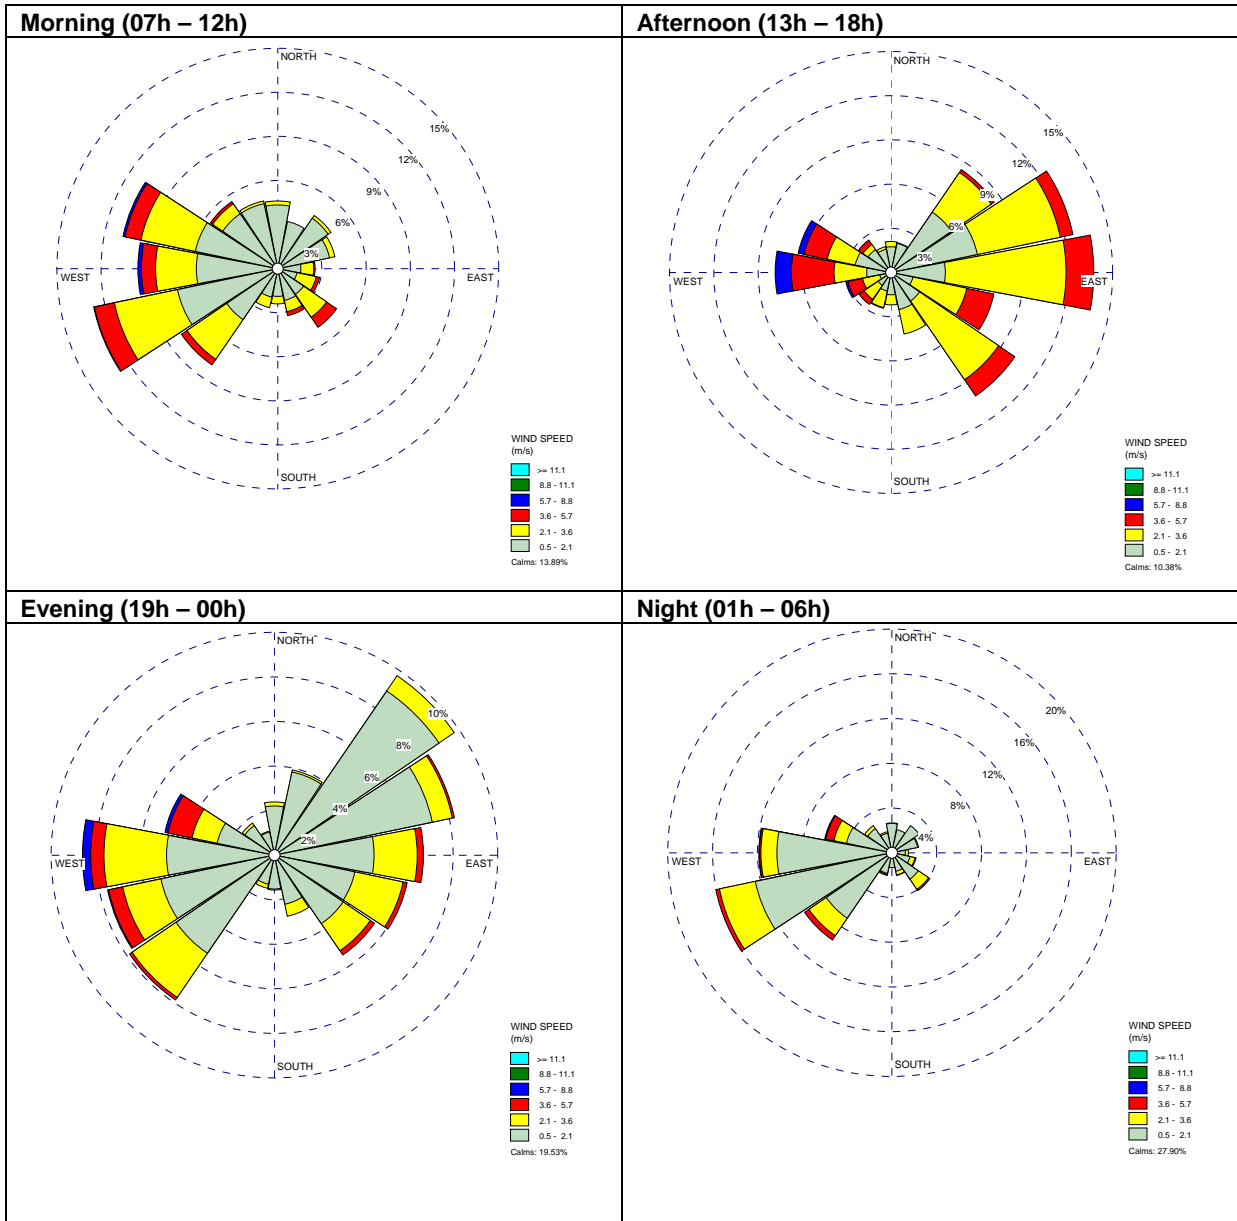 Morning (07h – 12h)
Afternoon (13h – 18h)
NORTH
15%
12%
9%
6%
3%
WEST
EAST
SOUTH
WIND SPEED
(m/s)
>= 11.1
8.8 - 11.1
5.7 - 8.8
3.6 - 5.7
2.1 - 3.6
0.5 - 2.1
Calms: 13.89%
NORTH
15%
12%
9%
6%
3%
WEST
EAST
SOUTH
WIND SPEED
(m/s)
>= 11.1
8.8 - 11.1
5.7 - 8.8
3.6 - 5.7
2.1 - 3.6
0.5 - 2.1
Calms: 10.38%
Evening (19h – 00h)
Night (01h – 06h)
NORTH
10%
8%
6%
4%
2%
WEST
EAST
SOUTH
WIND SPEED
(m/s)
>= 11.1
8.8 - 11.1
5.7 - 8.8
3.6 - 5.7
2.1 - 3.6
0.5 - 2.1
Calms: 19.53%
NORTH
20%
16%
12%
8%
4%
WEST
EAST
SOUTH
WIND SPEED
(m/s)
>= 11.1
8.8 - 11.1
5.7 - 8.8
3.6 - 5.7
2.1 - 3.6
0.5 - 2.1
Calms: 27.90%